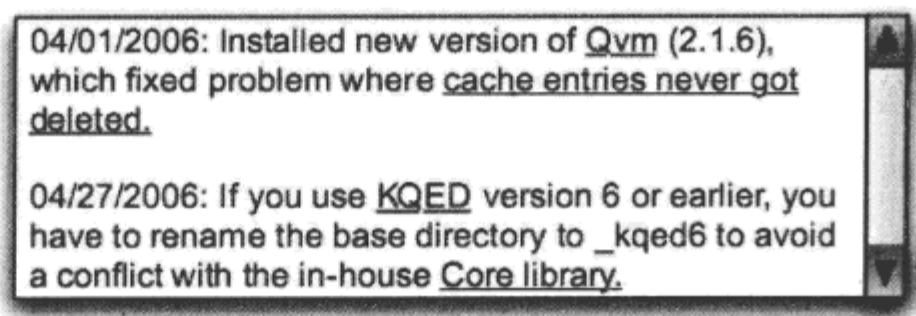 04/01/2006: Installed new version of Qvm (2.1.6),
which fixed problem where cache entries never got
deleted.
04/27/2006: If you use KQED version 6 or earlier, you
have to rename the base directory to _kqed6 to avoid
a conflict with the in-house Core library.